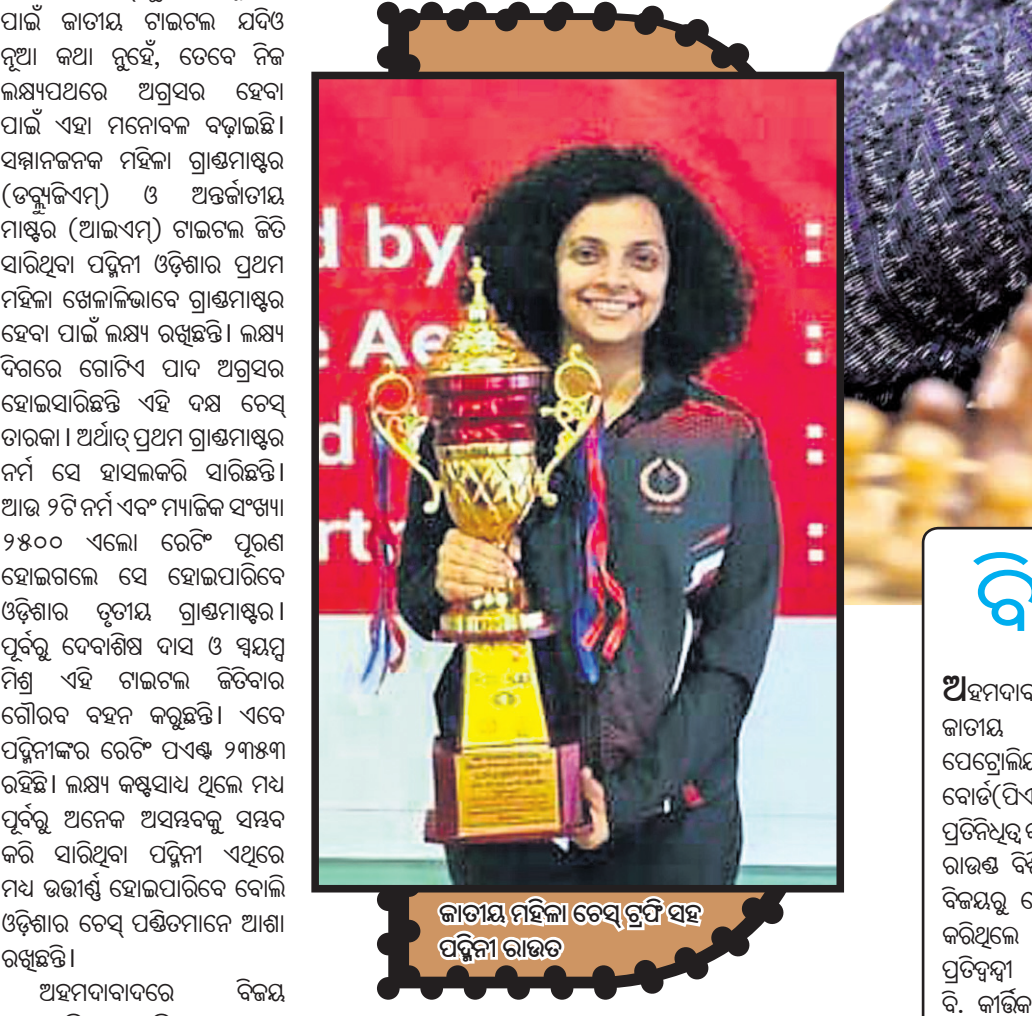 ପାଇଁ ଜାତୀୟ ଟାଇଟଲ ଯଦିଓ
ନୂଆ କଥା ନୁହେଁ, ତେବେ ନିଜ
ଲକ୍ଷ୍ୟପଥରେ ଅଗ୍ରସର ହେବା
ପାଇଁ ଏହା ମନୋବଳ ବଢ଼ାଇଛି।
ସମ୍ମାନଜନକ ମହିଳା ଗ୍ରାଣ୍ଡମାଷ୍ଟର
(ଡବ୍ଲ୍ୟୁଜିଏମ୍) ଓ ଅନ୍ତର୍ଜାତୀୟ
ମାଷ୍ଟର (ଆଇଏମ୍) ଟାଇଟଲ ଜିତି
ସାରିଥିବା ପଦ୍ମିନୀ ଓଡ଼ିଶାର ପ୍ରଥମ
ମହିଳା ଖେଳାଳିଭାବେ ଗ୍ରାଣ୍ଡମାଷ୍ଟର
ହେବା ପାଇଁ ଲକ୍ଷ୍ୟ ରଖିଛନ୍ତି। ଲକ୍ଷ୍ୟ
ଦିଗରେ ଗୋଟିଏ ପାଦ ଅଗ୍ରସର
ହୋଇସାରିଛନ୍ତି ଏହି ଦକ୍ଷ ଚେସ୍
ତାରକା। ଅର୍ଥାତ୍ ପ୍ରଥମ ଗ୍ରାଣ୍ଡମାଷ୍ଟର
ନର୍ମ ସେ ହାସଲକରି ସାରିଛନ୍ତି।
ଆଉ ୨ଟି ନର୍ମ ଏବଂ ମ୍ୟାଜିକ ସଂଖ୍ୟା
୨୫୦୦ ଏଲୋ ରେଟିଂ ପୂରଣ
ହୋଇଗଲେ ସେ ହୋଇପାରିବେ
ଓଡ଼ିଶାର ତୃତୀୟ ଗ୍ରାଣ୍ଡମାଷ୍ଟର।
ପୂର୍ବରୁ ଦେବାଶିଷ ଦାସ ଓ ସ୍ୱୟମ୍ସ
ମିଶ୍ର ଏହି ଟାଇଟଲ ଜିତିବାର
ଗୌରବ ବହନ କରୁଛନ୍ତି। ଏବେ
ପଦ୍ମିନୀଙ୍କର ରେଟିଂ ପଏଣ୍ଟ ୨୩୫୩
ରହିଛି। ଲକ୍ଷ୍ୟ କଷ୍ଟସାଧ୍ୟ ଥିଲେ ମଧ୍ୟ
ପୂର୍ବରୁ ଅନେକ ଅସମ୍ଭବକୁ ସମ୍ଭବ
କରି ସାରିଥିବା ପଦ୍ମିନୀ ଏଥିରେ
ମଧ୍ୟ ଉତ୍ତୀର୍ଣ୍ଣ ହୋଇପାରିବେ ବୋଲି
ଓଡ଼ିଶାର ଚେସ୍ ପଣ୍ଡିତମାନେ ଆଶା
ରଖିଛନ୍ତି।
ଅହମଦାବାଦରେ ବିଜୟ
d by
e Ae
d
rt
ଜାତୀୟ ମହିଳା ଚେସ୍ ଟ୍ରଫି ସହ
ପଦ୍ମିନୀ ରାଉତ
ବି
ଅହମଦାବ
ଜାତୀୟ
ପେଟ୍ରୋଲିୟ
ବୋର୍ଡ(ପିଏ
ପ୍ରତିନିଧିତ୍ୱ
ରାଉଣ୍ଡ
ବିଜୟରୁ
କରିଥିଲେ
ପ୍ରତିଦ୍ୱନ୍ଦ୍ୱୀ
ବି. କୀର୍ତ୍ତିକ